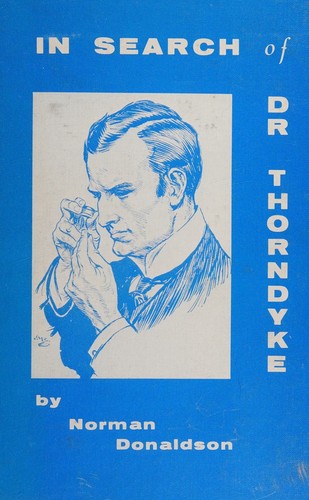 IN SEARCH of
DR THORNDYKE
by
Norman
Donaldson